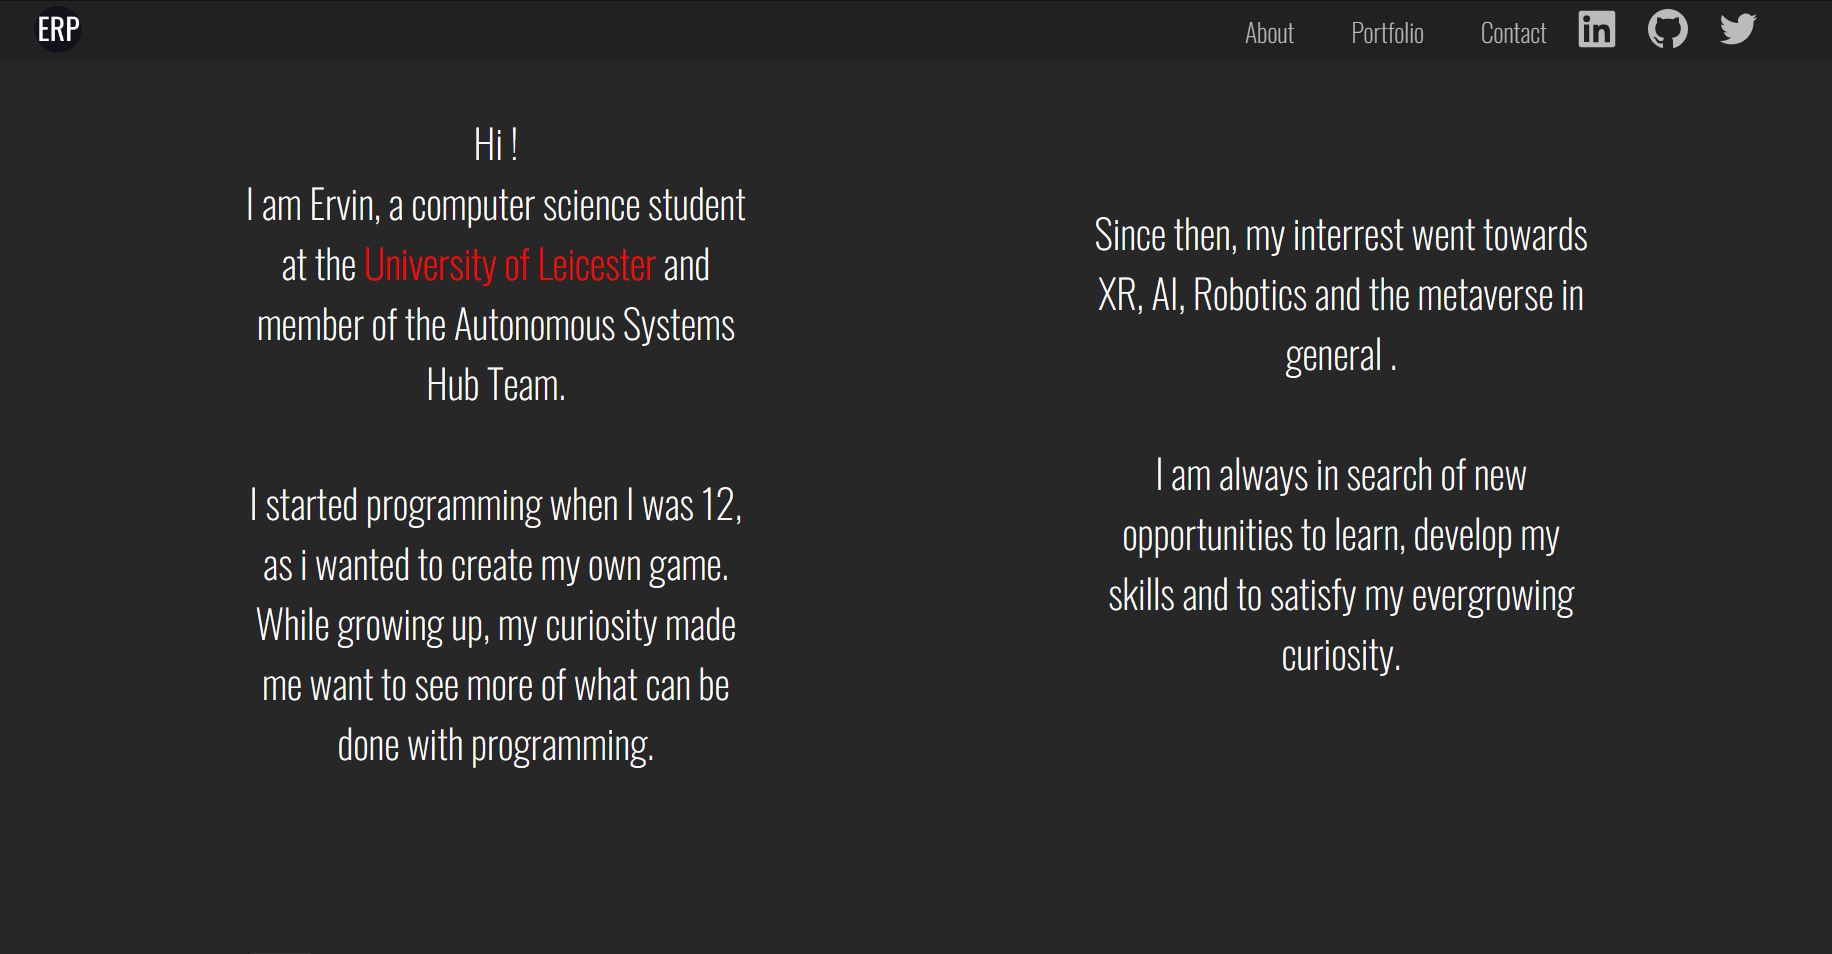 ERP
About
Portfolio
Contact
in
Hi !
I am Ervin, a computer science student
at the University of Leicester and
member of the Autonomous Systems
Hub Team.
I started programming when I was 12,
as i wanted to create my own game.
While growing up, my curiosity made
me want to see more of what can be
done with programming.
Since then, my interrest went towards
XR, AI, Robotics and the metaverse in
general .
I am always in search of new
opportunities to learn, develop my
skills and to satisfy my evergrowing
curiosity.